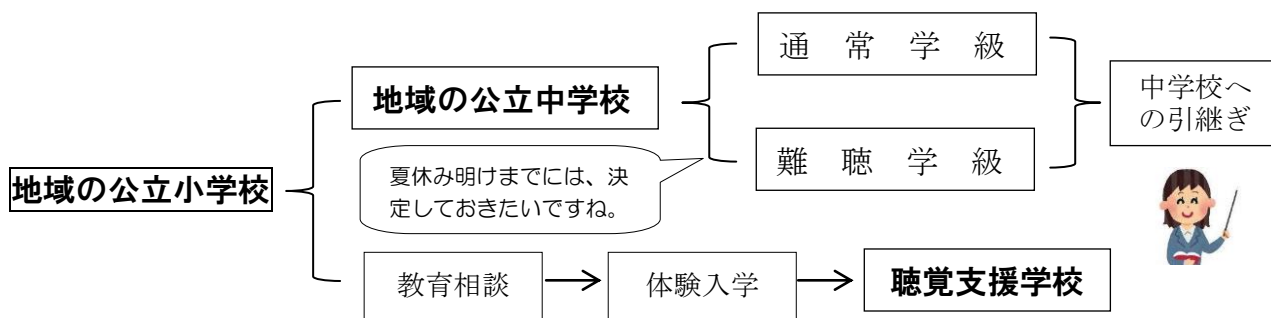 地域の公立小学校
地域の公立中学校
通常学級
難聴学級
中学校へ
の引継ぎ
夏休み明けまでには、決
定しておきたいですね。
教育相談
体験入学
聴覚支援学校